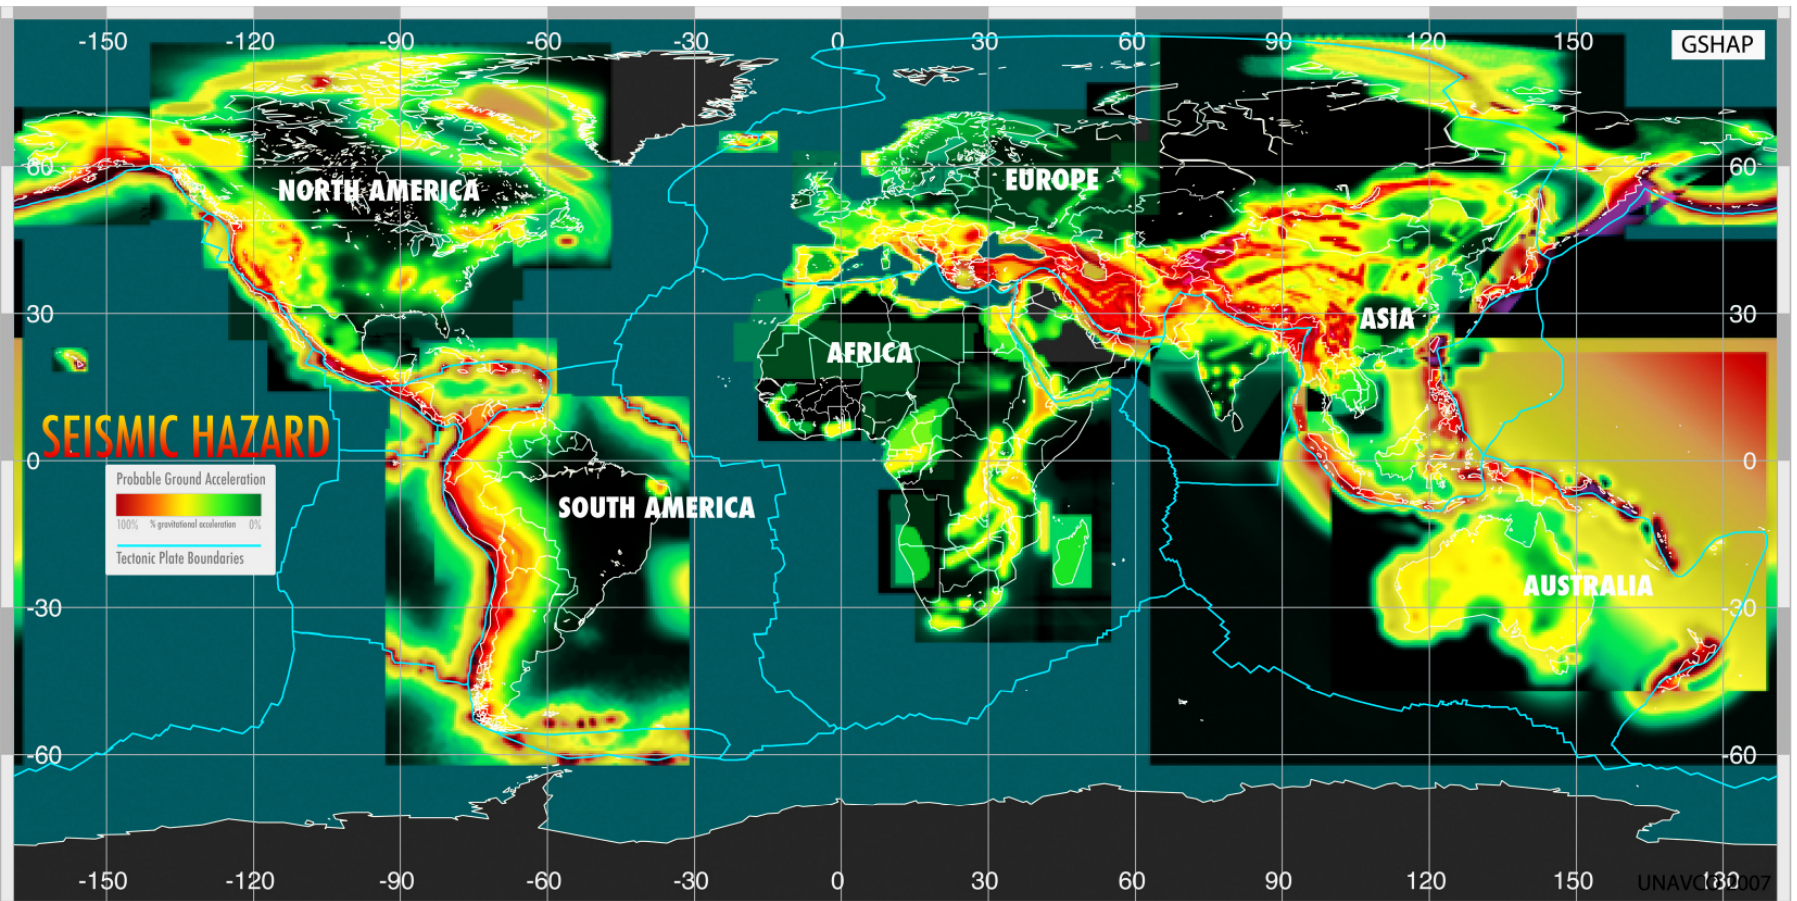 -150 -120 -90 -60 -30 0 30 60 90 120 150
GSHAP
60 60
NORTH AMERICA
EUROPE
30 30
ASIA
AFRICA
SEISMIC HAZARD
0 0
Probable Ground Acceleration
100% % gravitational acceleration 0%
Tectonic Plate Boundaries
SOUTH AMERICA
AUSTRALIA
-30 -30
-60 -60
-150 -120 -90 -60 -30 0 30 60 90 120 150 180
UNAVCO 2007